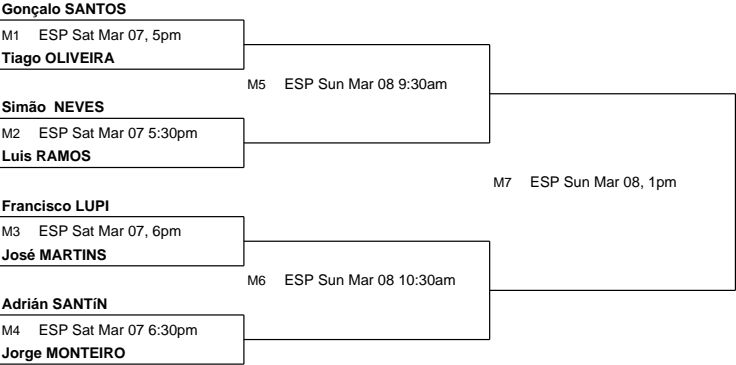 Gonçalo SANTOS
M1 ESP Sat Mar 07, 5pm
Tiago OLIVEIRA
M5 ESP Sun Mar 08 9:30am
Simão NEVES
M2 ESP Sat Mar 07 5:30pm
Luis RAMOS
M7 ESP Sun Mar 08, 1pm
Francisco LUPI
M3 ESP Sat Mar 07, 6pm
José MARTINS
M6 ESP Sun Mar 08 10:30am
Adrián SANTíN
M4 ESP Sat Mar 07 6:30pm
Jorge MONTEIRO